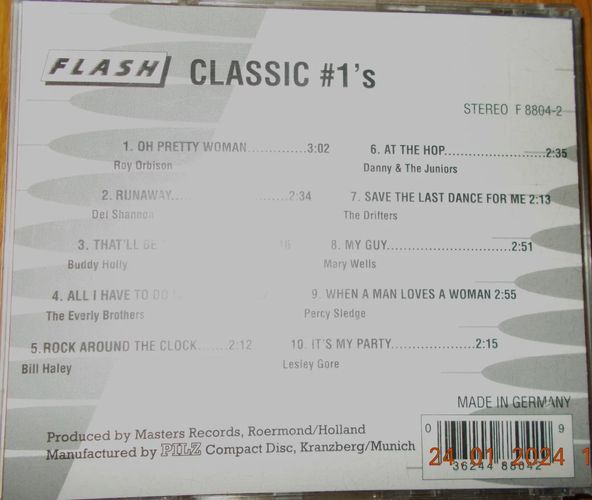 FLASH CLASSIC #1's
STEREO F 8804-2
1. OH PRETTY WOMAN.............3:02
Roy Orbison
2. RUNAWAY.............................2:34
Del Shannon
3. THAT'LL BE
Buddy Holly
4. ALL I HAVE TO DO
The Everly Brothers
5. ROCK AROUND THE CLOCK.......2:12
Bill Haley
6. AT THE HOP......................2:35
Danny & The Juniors
7. SAVE THE LAST DANCE FOR ME 2:13
The Drifters
8. MY GUY...............................2:51
Mary Wells
9. WHEN A MAN LOVES A WOMAN 2:55
Percy Sledge
10. IT'S MY PARTY.....................2:15
Lesley Gore
MADE IN GERMANY
Produced by Masters Records, Roermond/Holland
Manufactured by PILZ Compact Disc, Kranzberg/Munich
0 9
36244 88042
24 01 2024 1